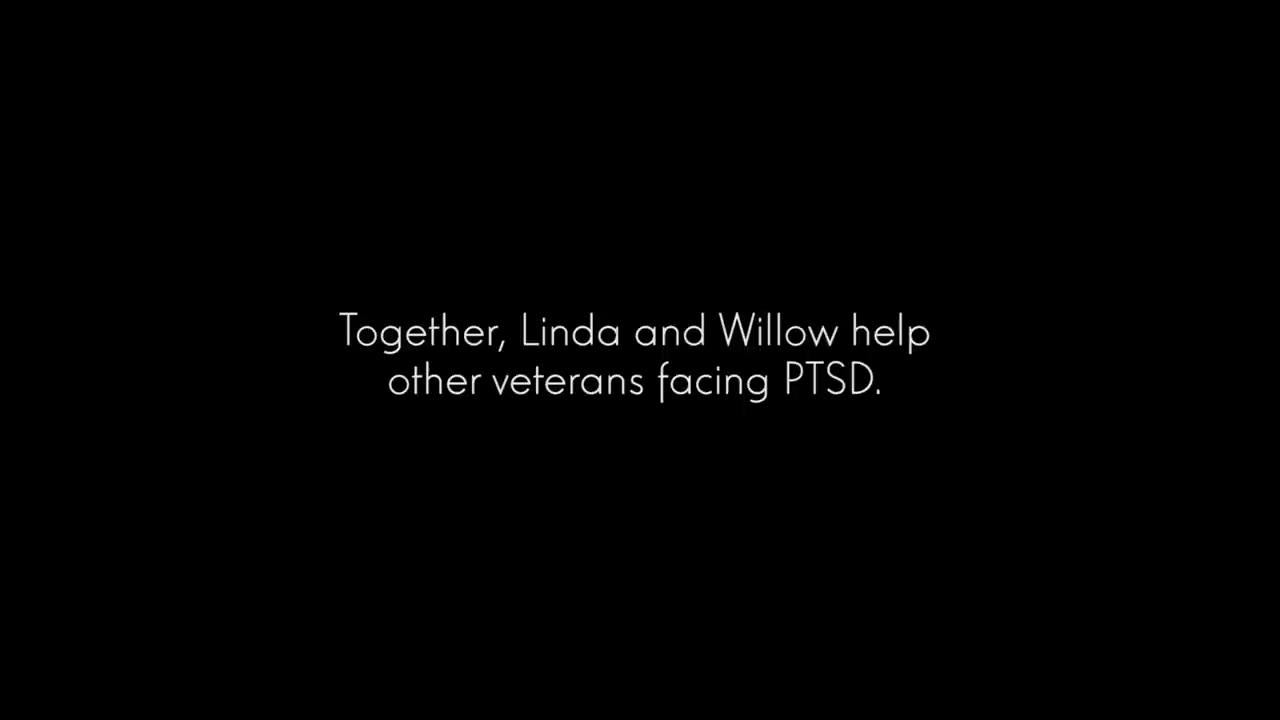 Together, Linda and Willow help
other veterans facing PTSD.